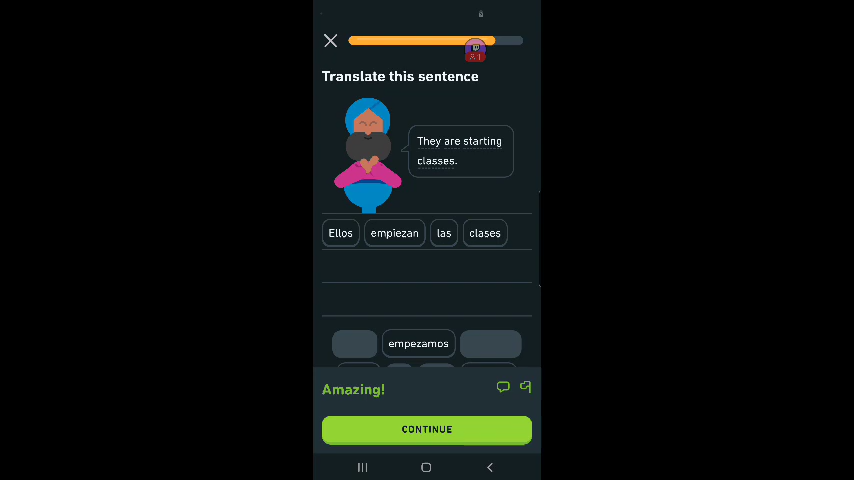 Translate this sentence
They are starting
classes.
Ellos empiezan las clases
empezamos
Amazing!
CONTINUE